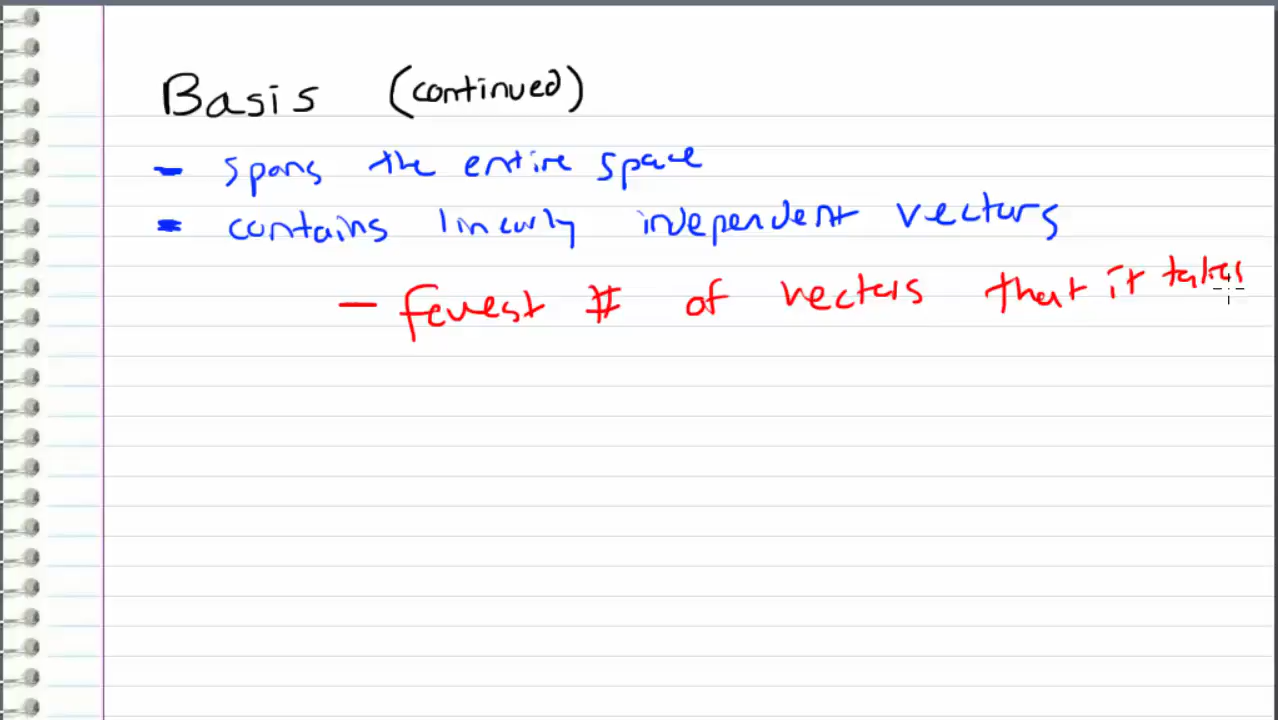 Basis (continued)
- spans the entire space
- contains linearly independent vectors
- fewest # of vectors that it takes